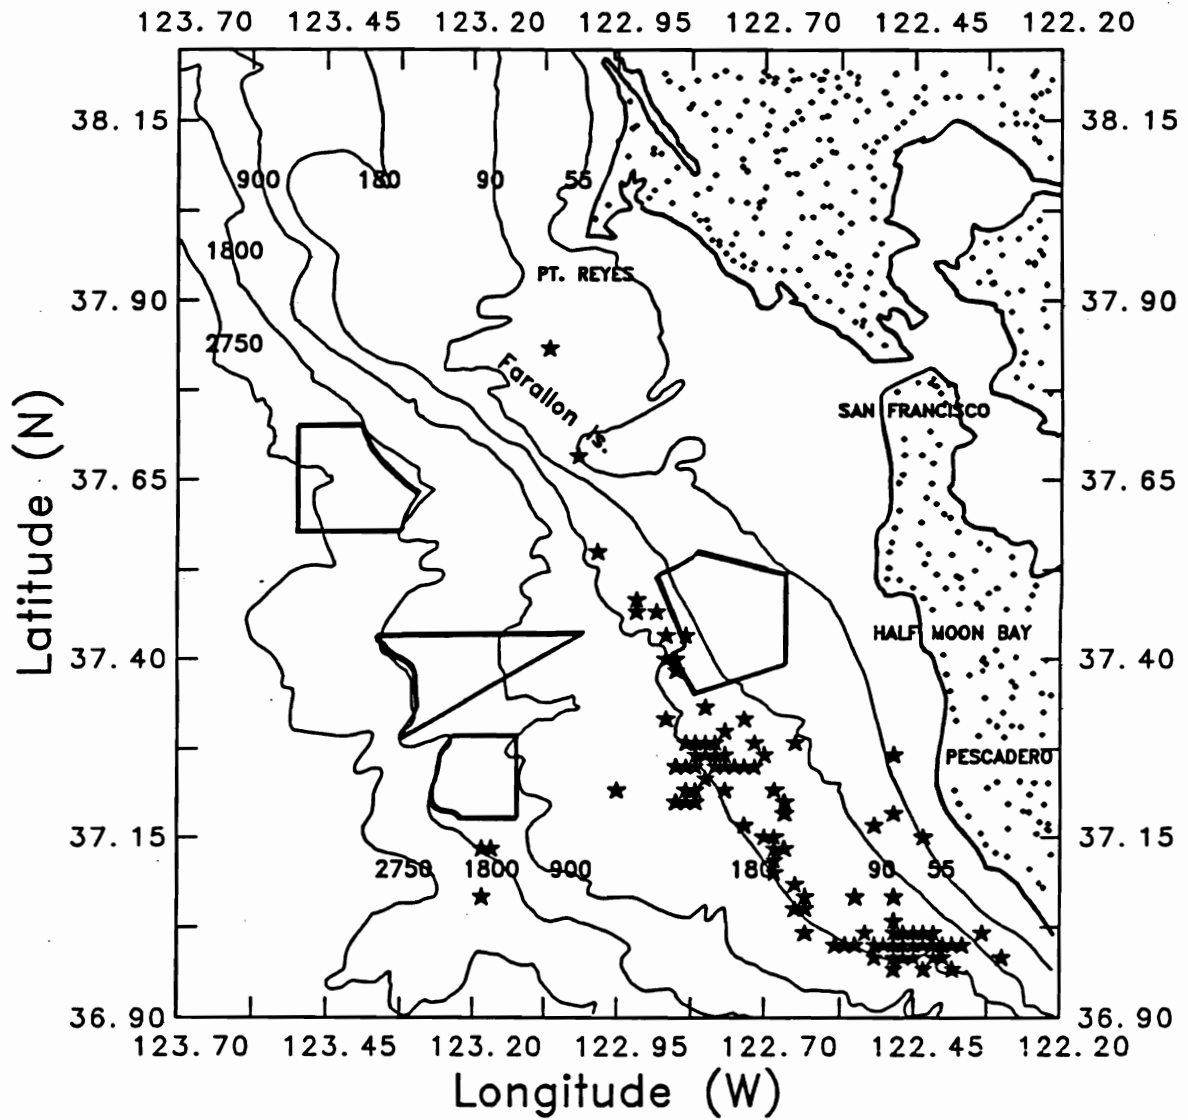 123.70 123.45 123.20 122.95 122.70 122.45 122.20
38.15 38.15
900 180 90 55
1800
PT. REYES
37.90 37.90
2750
Farallon Is.
SAN FRANCISCO
37.65 37.65
Latitude (N)
HALF MOON BAY
37.40 37.40
PESCADERO
37.15 37.15
2750 1800 900 180 90 55
36.90 36.90
123.70 123.45 123.20 122.95 122.70 122.45 122.20
Longitude (W)